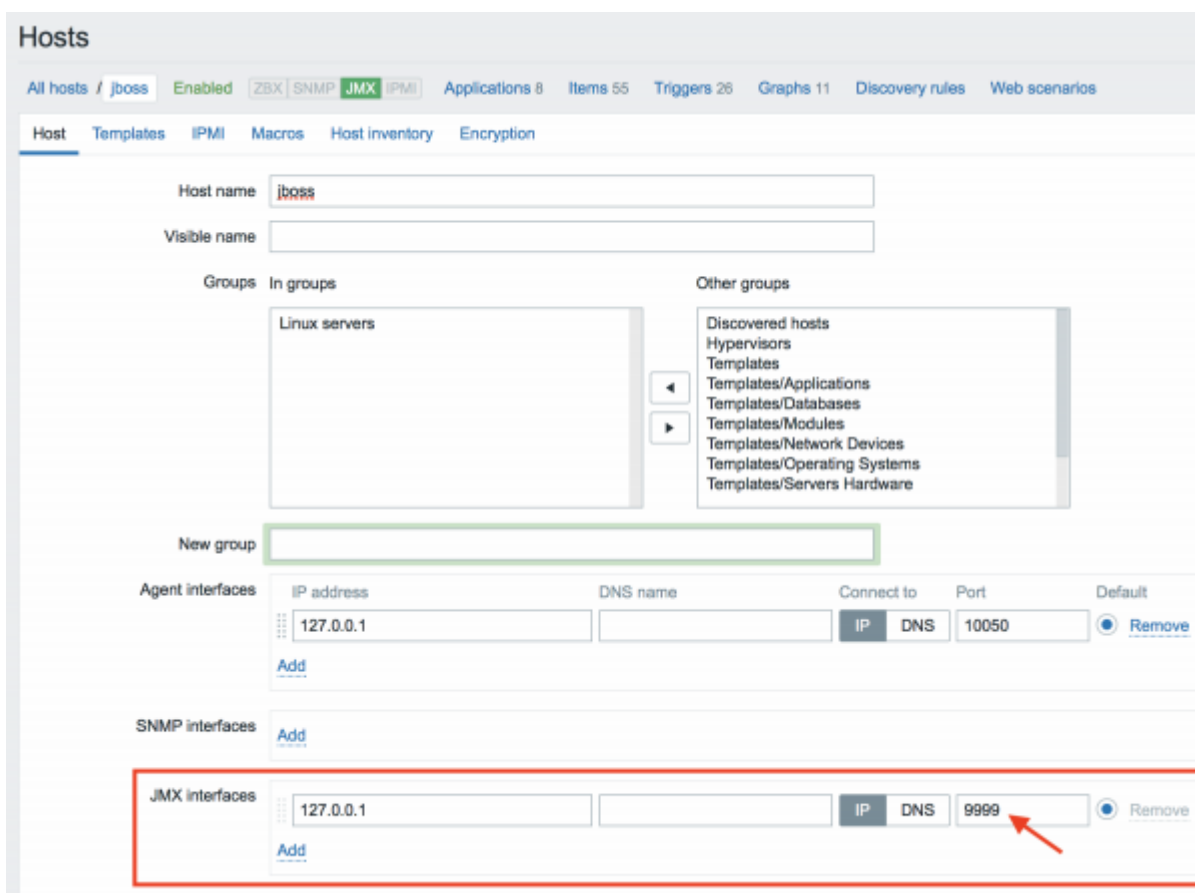 Hosts
All hosts / jboss Enabled ZBX SNMP JMX IPMI Applications 8 Items 55 Triggers 26 Graphs 11 Discovery rules Web scenarios
Host Templates IPMI Macros Host inventory Encryption
Host name jboss
Visible name
Groups In groups Other groups
Linux servers
Discovered hosts
Hypervisors
Templates
Templates/Applications
Templates/Databases
Templates/Modules
Templates/Network Devices
Templates/Operating Systems
Templates/Servers Hardware
New group
Agent interfaces IP address DNS name Connect to Port Default
127.0.0.1 IP DNS 10050 Remove
Add
SNMP interfaces Add
JMX interfaces 127.0.0.1 IP DNS 9999 Remove
Add